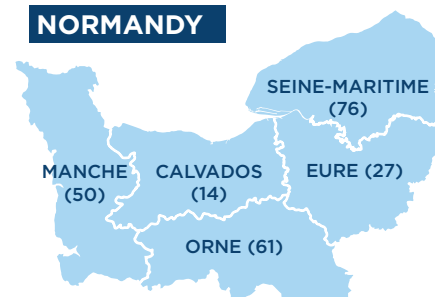 NORMANDY
SEINE-MARITIME
(76)
MANCHE
(50)
CALVADOS
(14)
EURE (27)
ORNE (61)